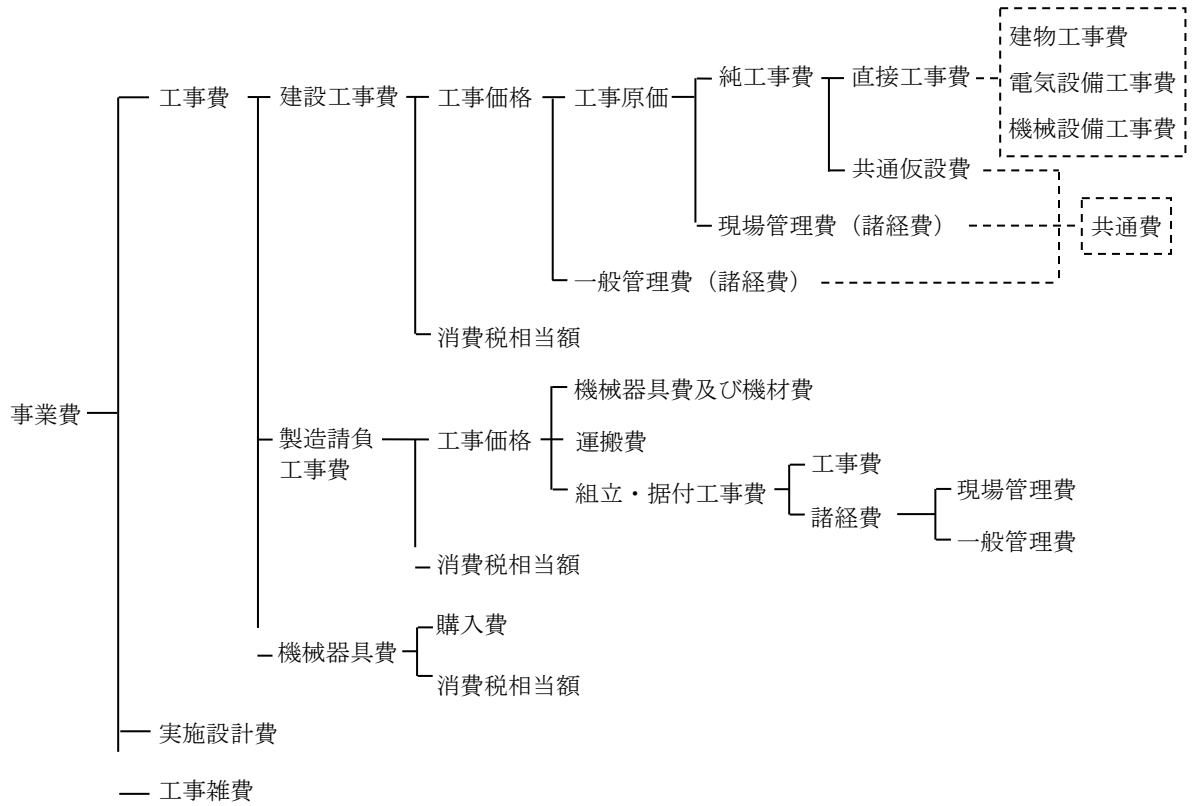 建物工事費
純工事費
直接工事費
電気設備工事費
工事費
建設工事費
工事価格
工事原価
機械設備工事費
共通仮設費
現場管理費（諸経費）
共通費
一般管理費（諸経費）
消費税相当額
機械器具費及び機材費
事業費
製造請負
工事費
工事価格
運搬費
工事費
組立・据付工事費
現場管理費
諸経費
一般管理費
消費税相当額
購入費
機械器具費
消費税相当額
実施設計費
工事雑費